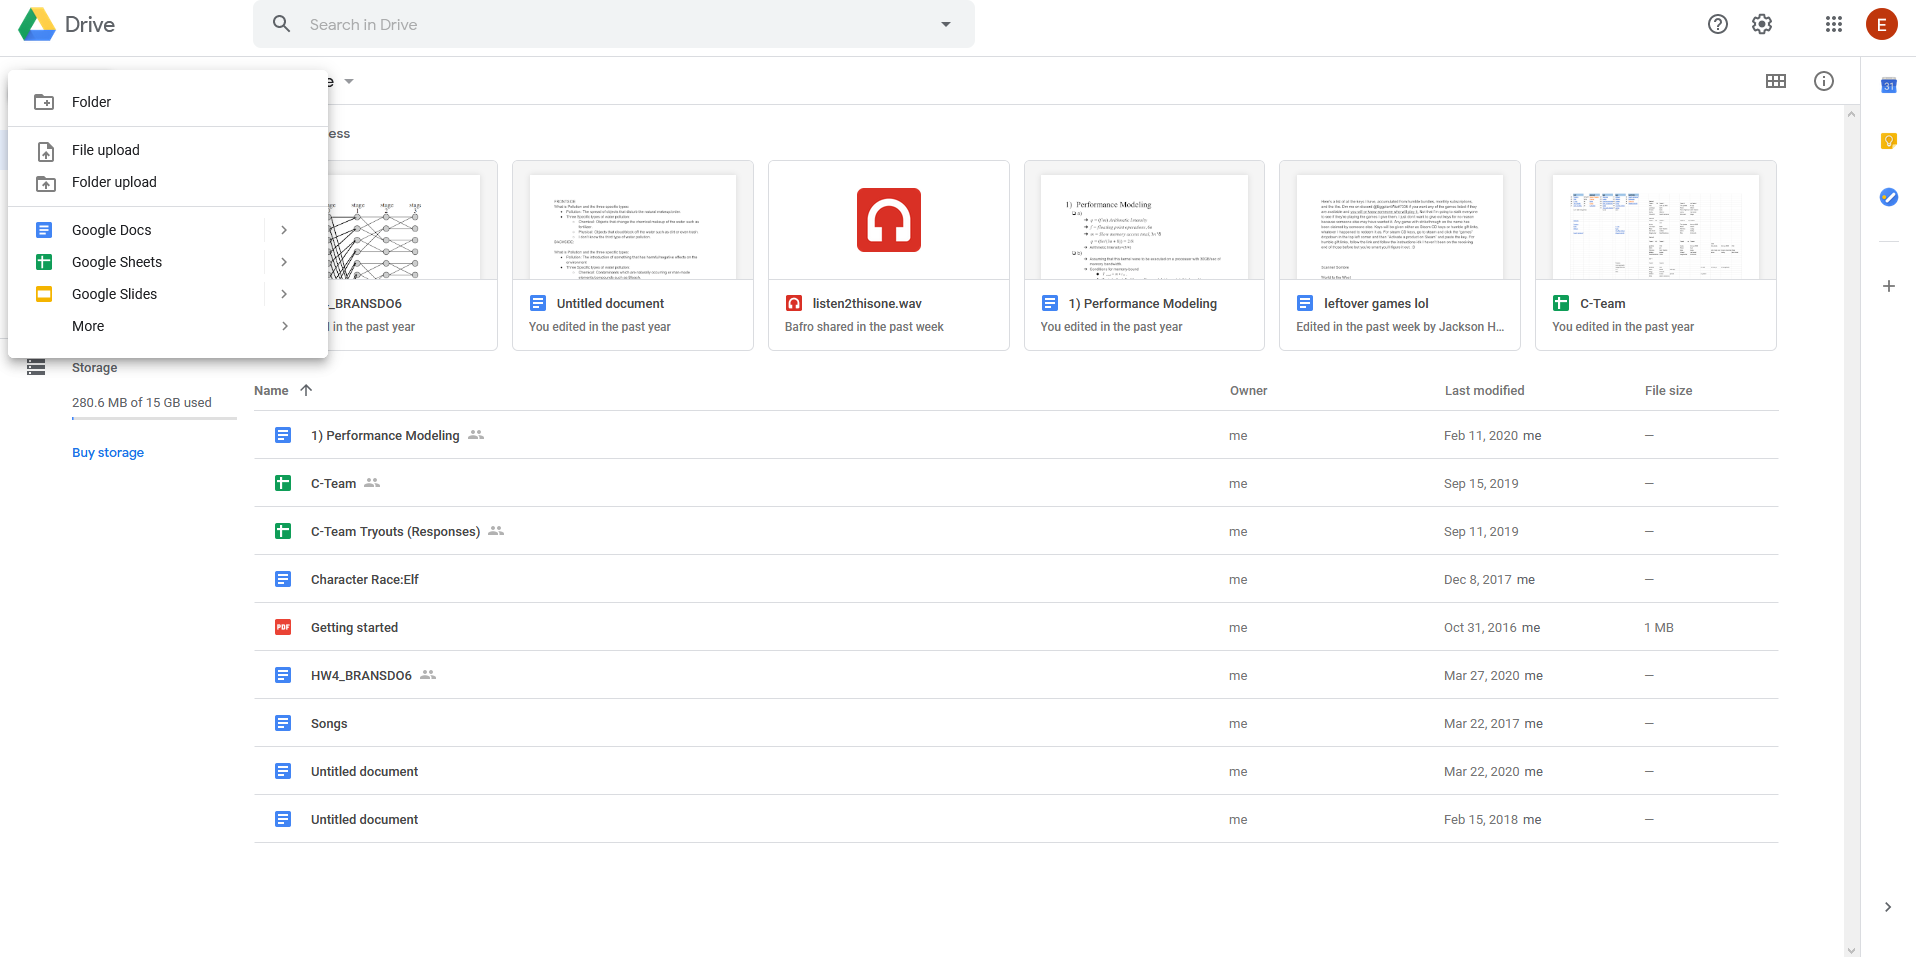 Drive
Search in Drive
E
Folder
e
31
File upload
ess
Folder upload
Google Docs
Google Sheets
Google Slides
More
stage stage
1) Performance Modeling
_BRANSDO6
in the past year
Untitled document
You edited in the past year
listen2thisone.wav
Bafro shared in the past week
1) Performance Modeling
You edited in the past year
leftover games lol
Edited in the past week by Jackson H...
C-Team
You edited in the past year
Storage
280.6 MB of 15 GB used
Buy storage
Name Owner Last modified File size
1) Performance Modeling me Feb 11, 2020 me —
C-Team me Sep 15, 2019 —
C-Team Tryouts (Responses) me Sep 11, 2019 —
Character Race:Elf me Dec 8, 2017 me —
PDF Getting started me Oct 31, 2016 me 1 MB
HW4_BRANSDO6 me Mar 27, 2020 me —
Songs me Mar 22, 2017 me —
Untitled document me Mar 22, 2020 me —
Untitled document me Feb 15, 2018 me —